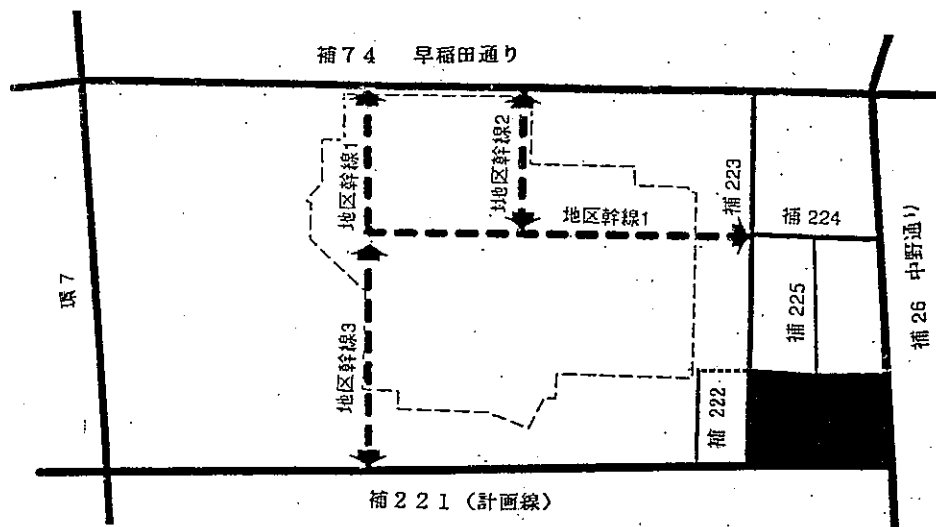 補74 早稲田通り
地区幹線1
地区幹線2
補223
地区幹線1
補224
環7
補26 中野通り
補225
地区幹線3
補222
補221(計画線)